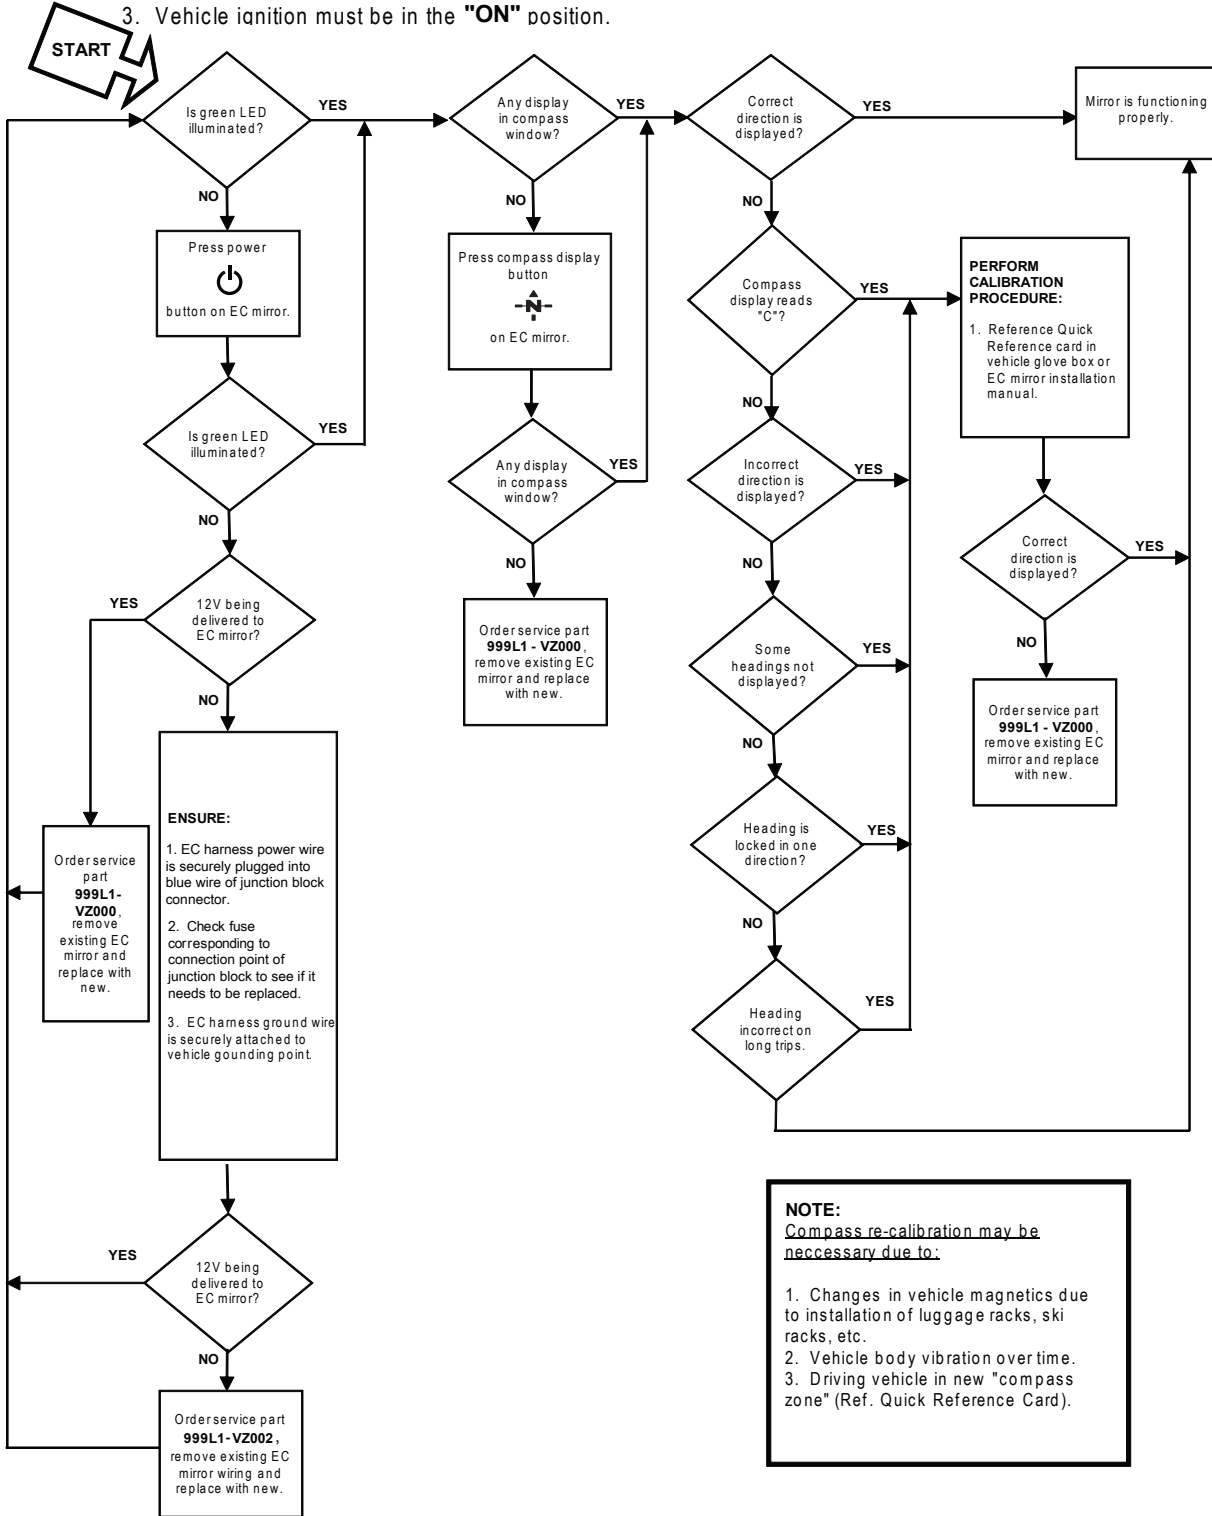 3. Vehicle ignition must be in the "ON" position.
START
Is green LED
illuminated?
YES
NO
Press power
button on EC mirror.
Is green LED
illuminated?
YES
NO
12V being
delivered to
EC mirror?
YES
NO
Order service
part
999L1-
VZ000,
remove
existing EC
mirror and
replace with
new.
ENSURE:
1. EC harness power wire
is securely plugged into
blue wire of junction block
connector.
2. Check fuse
corresponding to
connection point of
junction block to see if it
needs to be replaced.
3. EC harness ground wire
is securely attached to
vehicle gounding point.
12V being
delivered to
EC mirror?
YES
NO
Order service part
999L1-VZ002,
remove existing EC
mirror wiring and
replace with new.
Any display
in compass
window?
YES
NO
Press compass display
button
N
on EC mirror.
Any display
in compass
window?
YES
NO
Order service part
999L1 - VZ000,
remove existing EC
mirror and replace
with new.
Correct
direction is
displayed?
YES
NO
Compass
display reads
"C"?
YES
NO
Incorrect
direction is
displayed?
YES
NO
Some
headings not
displayed?
YES
NO
Heading is
locked in one
direction?
YES
NO
Heading
incorrect on
long trips.
YES
Mirror is functioning
properly.
PERFORM
CALIBRATION
PROCEDURE:
1. Reference Quick
Reference card in
vehicle glove box or
EC mirror installation
manual.
Correct
direction is
displayed?
YES
NO
Order service part
999L1 - VZ000,
remove existing EC
mirror and replace
with new.
NOTE:
Compass re-calibration may be
neccessary due to:
1. Changes in vehicle magnetics due
to installation of luggage racks, ski
racks, etc.
2. Vehicle body vibration over time.
3. Driving vehicle in new "compass
zone" (Ref. Quick Reference Card).